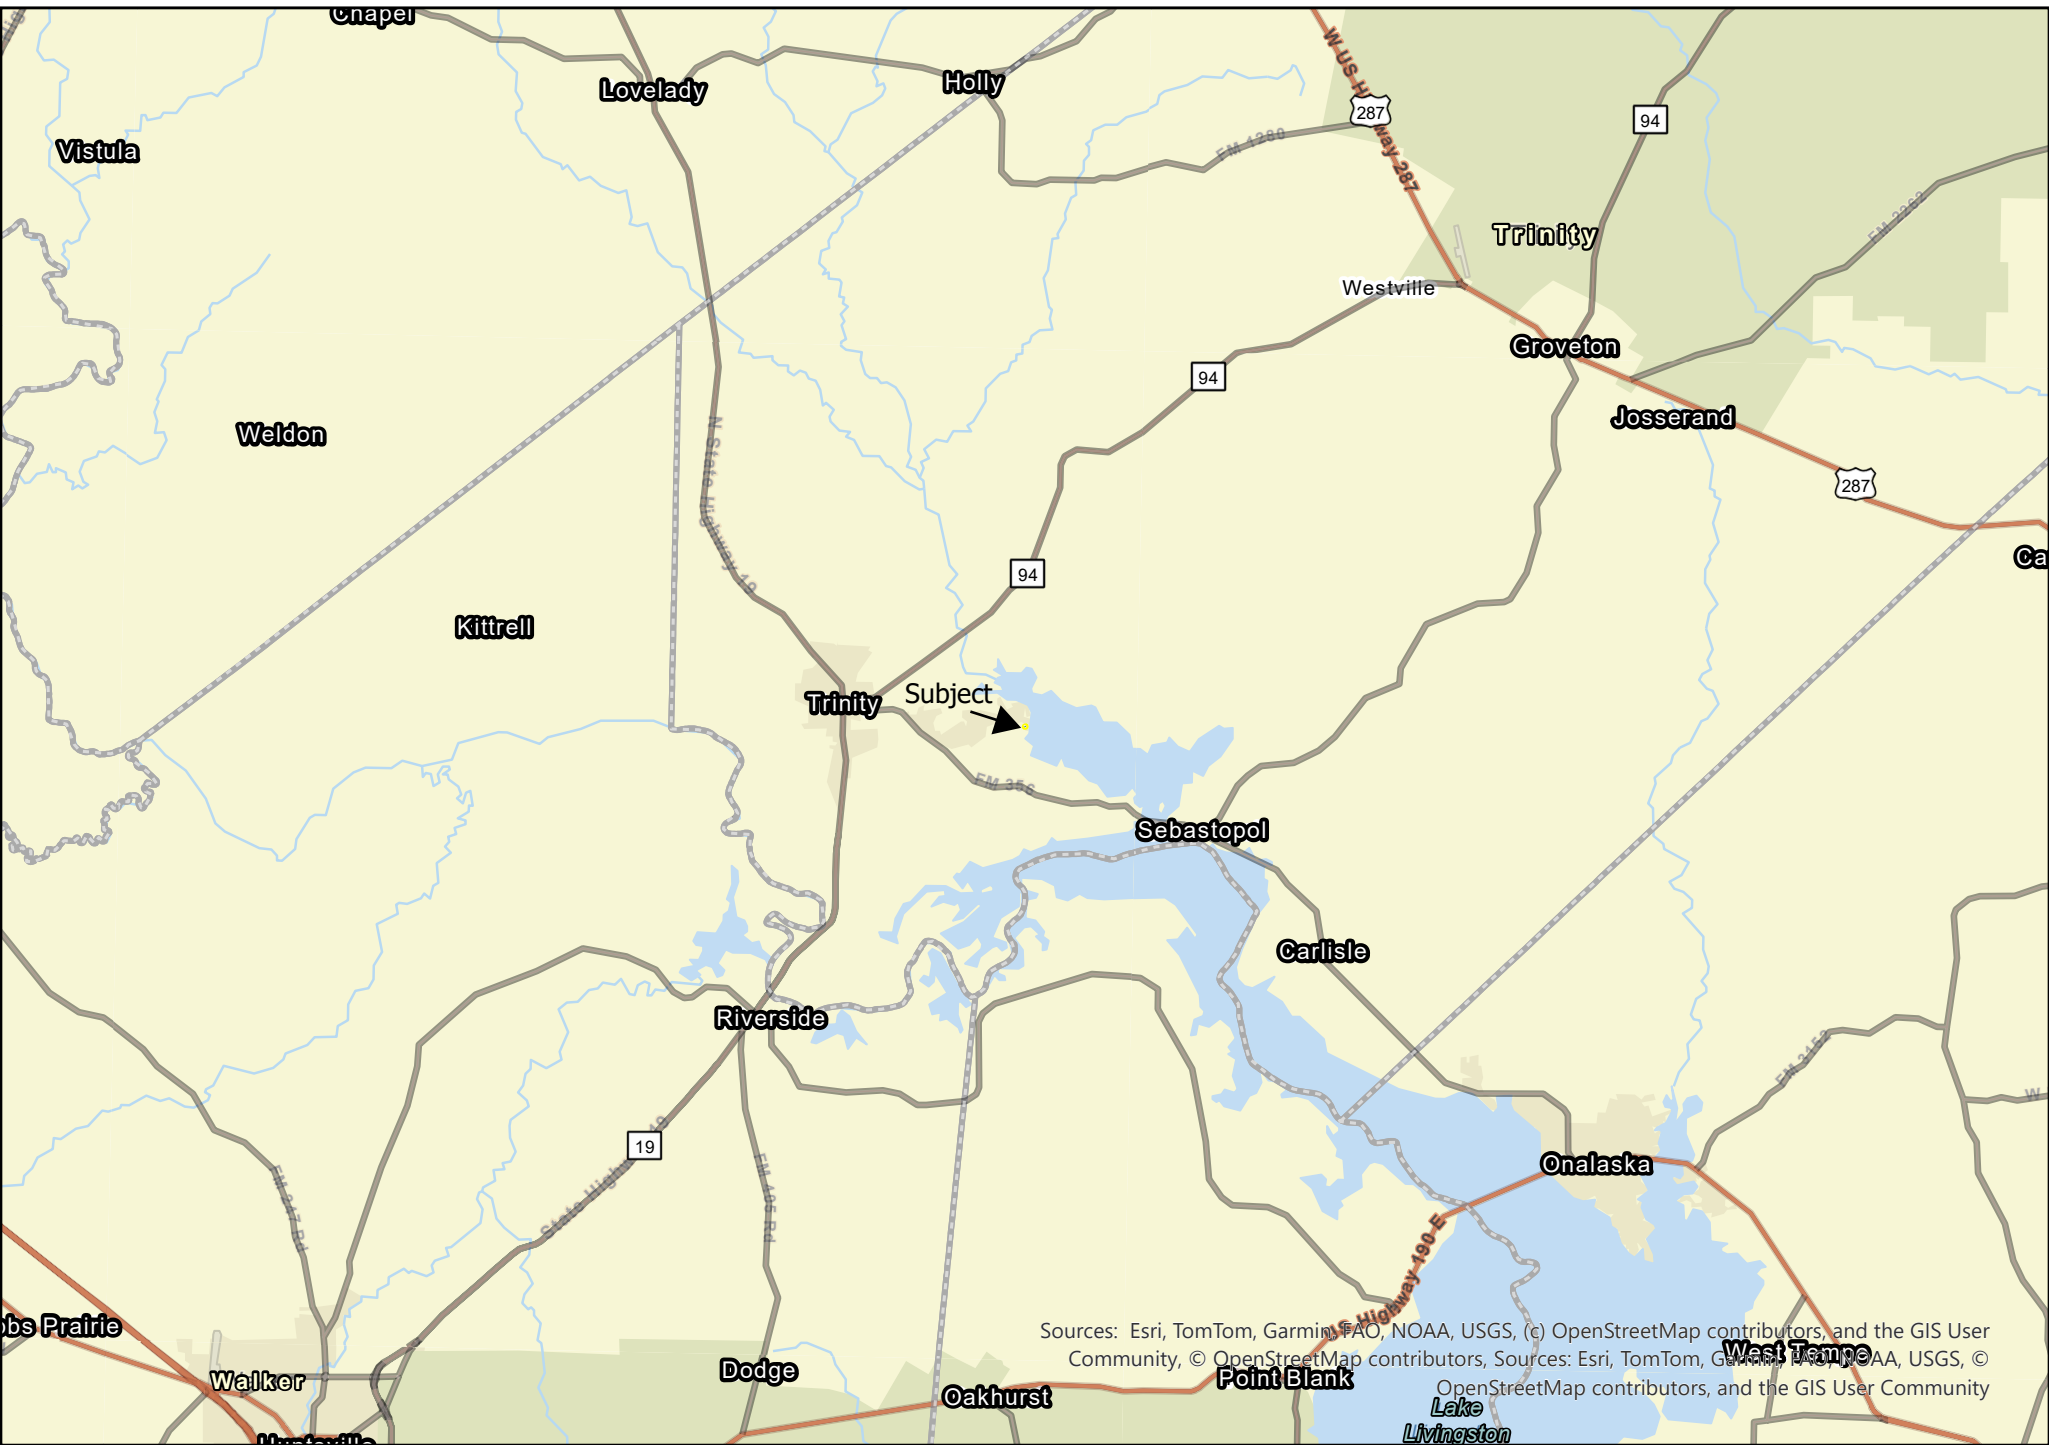 Chapel
Lovelady
Holly
W US Highway 287
287
94
Vistula
FM 1280
FM 2262
Trinity
Westville
Groveton
94
Josserand
Weldon
N State Highway 19
287
94
Ca
Kittrell
Trinity
Subject
FM 356
Sebastopol
Carlisle
Riverside
FM 3152
W
19
State Highway 19
FM 405 Rd
FM 247 Rd
Onalaska
US Highway 190 E
obs Prairie
Sources: Esri, TomTom, Garmin, FAO, NOAA, USGS, (c) OpenStreetMap contributors, and the GIS User
Community, © OpenStreetMap contributors, Sources: Esri, TomTom, Garmin, FAO, NOAA, USGS, ©
OpenStreetMap contributors, and the GIS User Community
West Tempe
Walker
Dodge
Point Blank
Oakhurst
Lake
Livingston
Huntsville